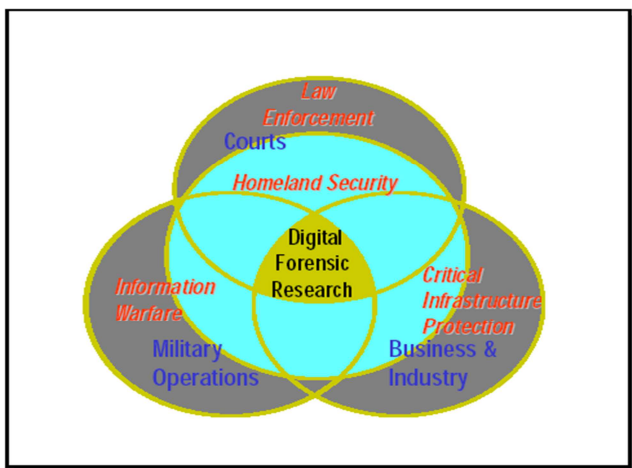 Law
Enforcement
Courts
Homeland Security
Digital
Forensic
Research
Information
Warfare
Critical
Infrastructure
Protection
Military
Operations
Business &
Industry